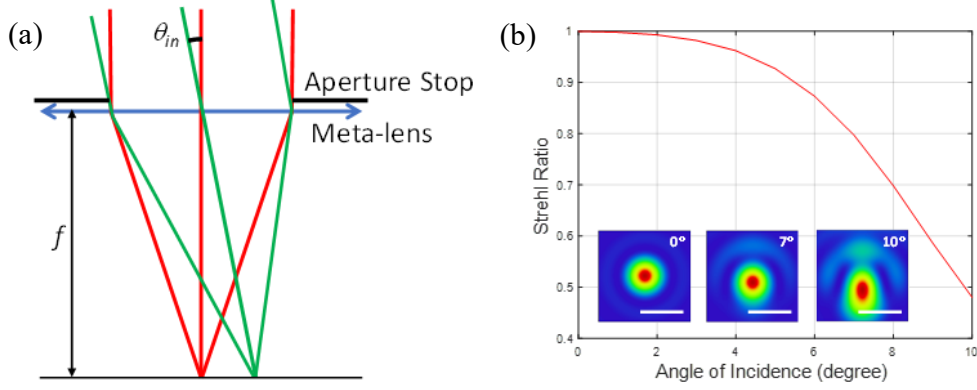 (a)
θin
Aperture Stop
Meta-lens
f
(b)
Strehl Ratio
1
0.9
0.8
0.7
0.6
0.5
0.4
0° 7° 10°
0 2 4 6 8 10
Angle of Incidence (degree)